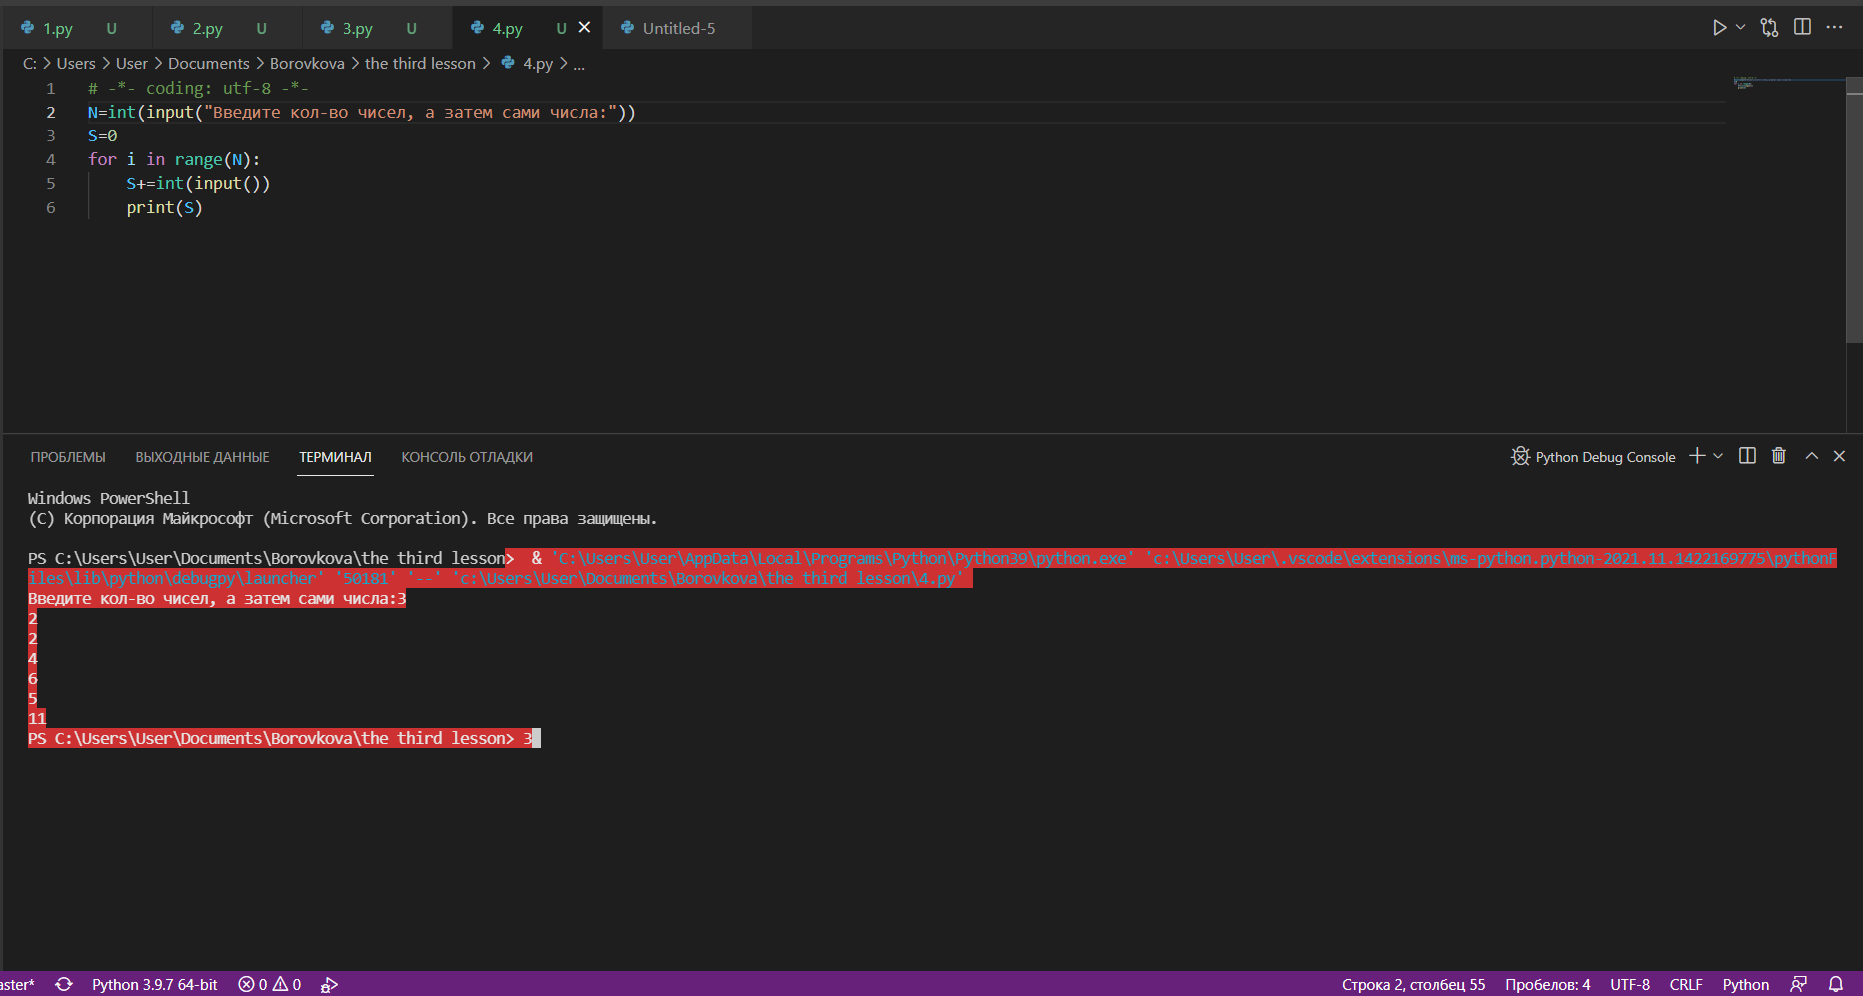 1.py U 2.py U 3.py U 4.py U Untitled-5
C: > Users > User > Documents > Borovkova > the third lesson > 4.py > ...
1 # -*- coding: utf-8 -*-
2 N=int(input("Введите кол-во чисел, а затем сами числа:"))
3 S=0
4 for i in range(N):
5 S+=int(input())
6 print(S)
ПРОБЛЕМЫ ВЫХОДНЫЕ ДАННЫЕ ТЕРМИНАЛ КОНСОЛЬ ОТЛАДКИ Python Debug Console
Windows PowerShell
(C) Корпорация Майкрософт (Microsoft Corporation). Все права защищены.
PS C:\Users\User\Documents\Borovkova\the third lesson> & 'C:\Users\User\AppData\Local\Programs\Python\Python39\python.exe' 'c:\Users\User\.vscode\extensions\ms-python.python-2021.11.1422169775\pythonF
iles\lib\python\debugpy\launcher' '50181' '--' 'c:\Users\User\Documents\Borovkova\the third lesson\4.py'
Введите кол-во чисел, а затем сами числа:3
2
2
4
6
5
11
PS C:\Users\User\Documents\Borovkova\the third lesson> 3
aster* Python 3.9.7 64-bit 0 0 Строка 2, столбец 55 Пробелов: 4 UTF-8 CRLF Python